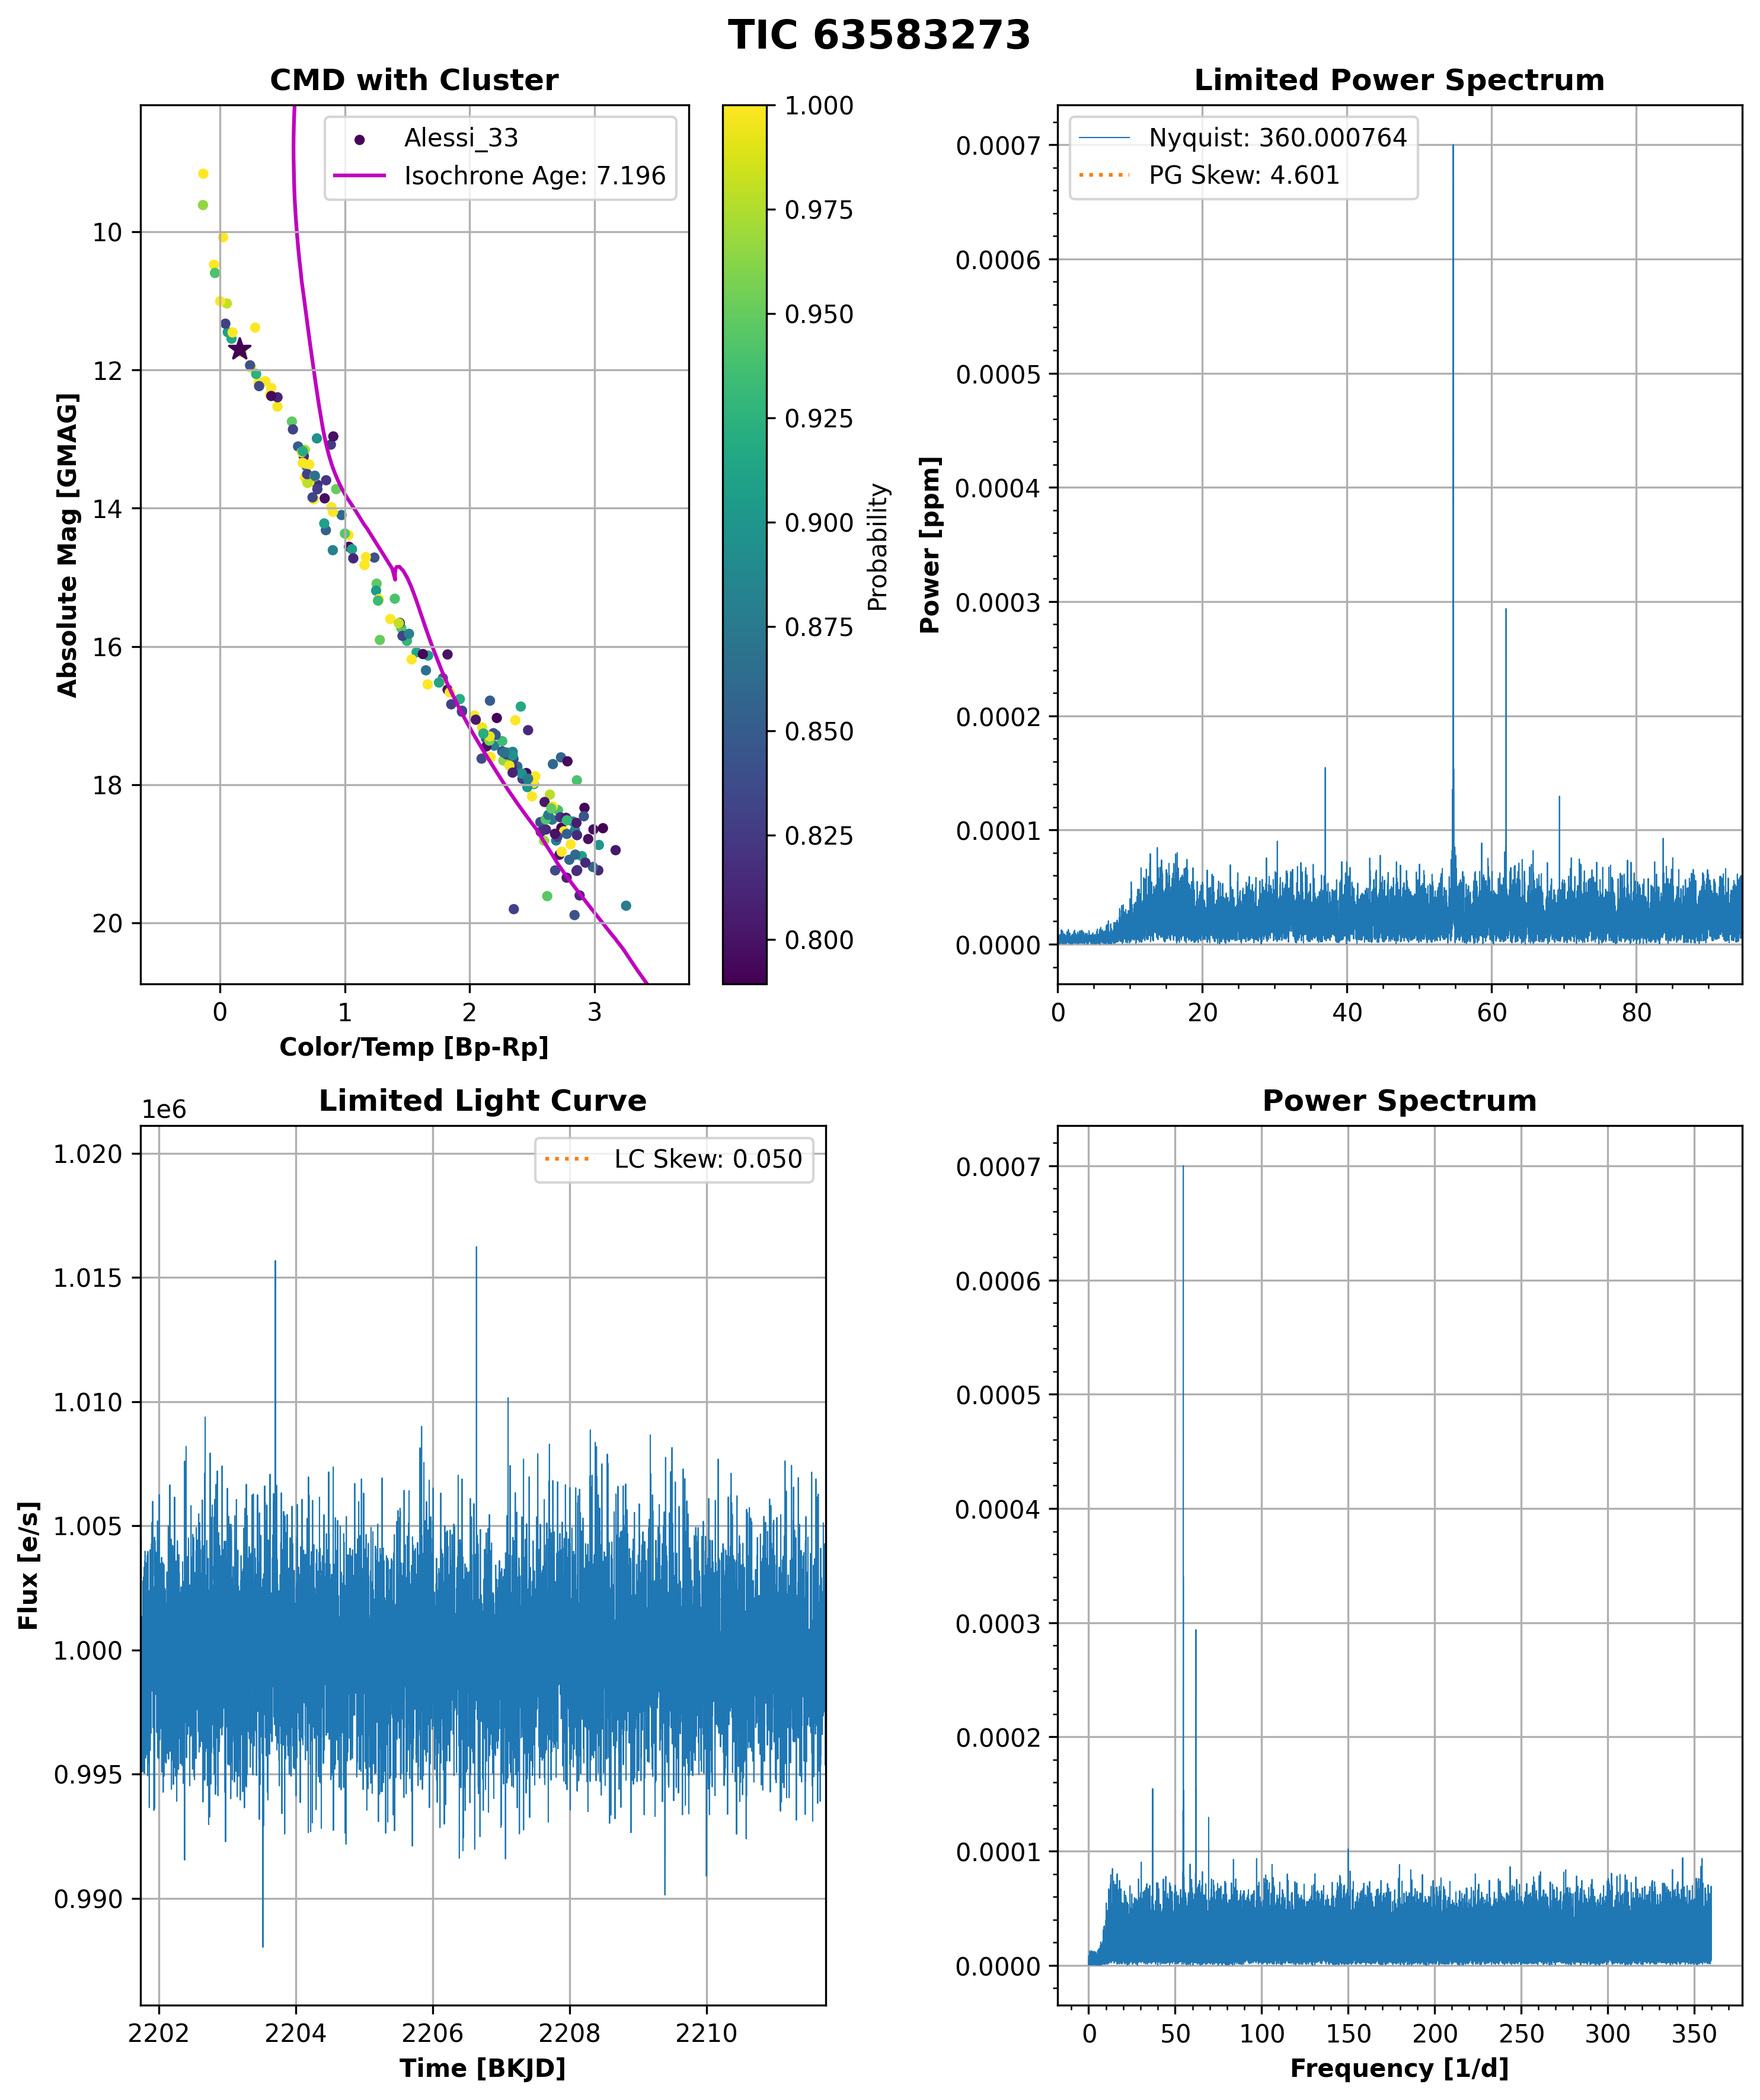 TIC 63583273
CMD with Cluster
Alessi_33
Isochrone Age: 7.196
10
12
14
16
18
20
Absolute Mag [GMAG]
0 1 2 3
Color/Temp [Bp-Rp]
1.000
0.975
0.950
0.925
0.900
0.875
0.850
0.825
0.800
Probability
Limited Power Spectrum
Nyquist: 360.000764
PG Skew: 4.601
0.0007
0.0006
0.0005
0.0004
0.0003
0.0002
0.0001
0.0000
Power [ppm]
0 20 40 60 80
Limited Light Curve
1e6
LC Skew: 0.050
1.020
1.015
1.010
1.005
1.000
0.995
0.990
Flux [e/s]
2202 2204 2206 2208 2210
Time [BKJD]
Power Spectrum
0.0007
0.0006
0.0005
0.0004
0.0003
0.0002
0.0001
0.0000
0 50 100 150 200 250 300 350
Frequency [1/d]